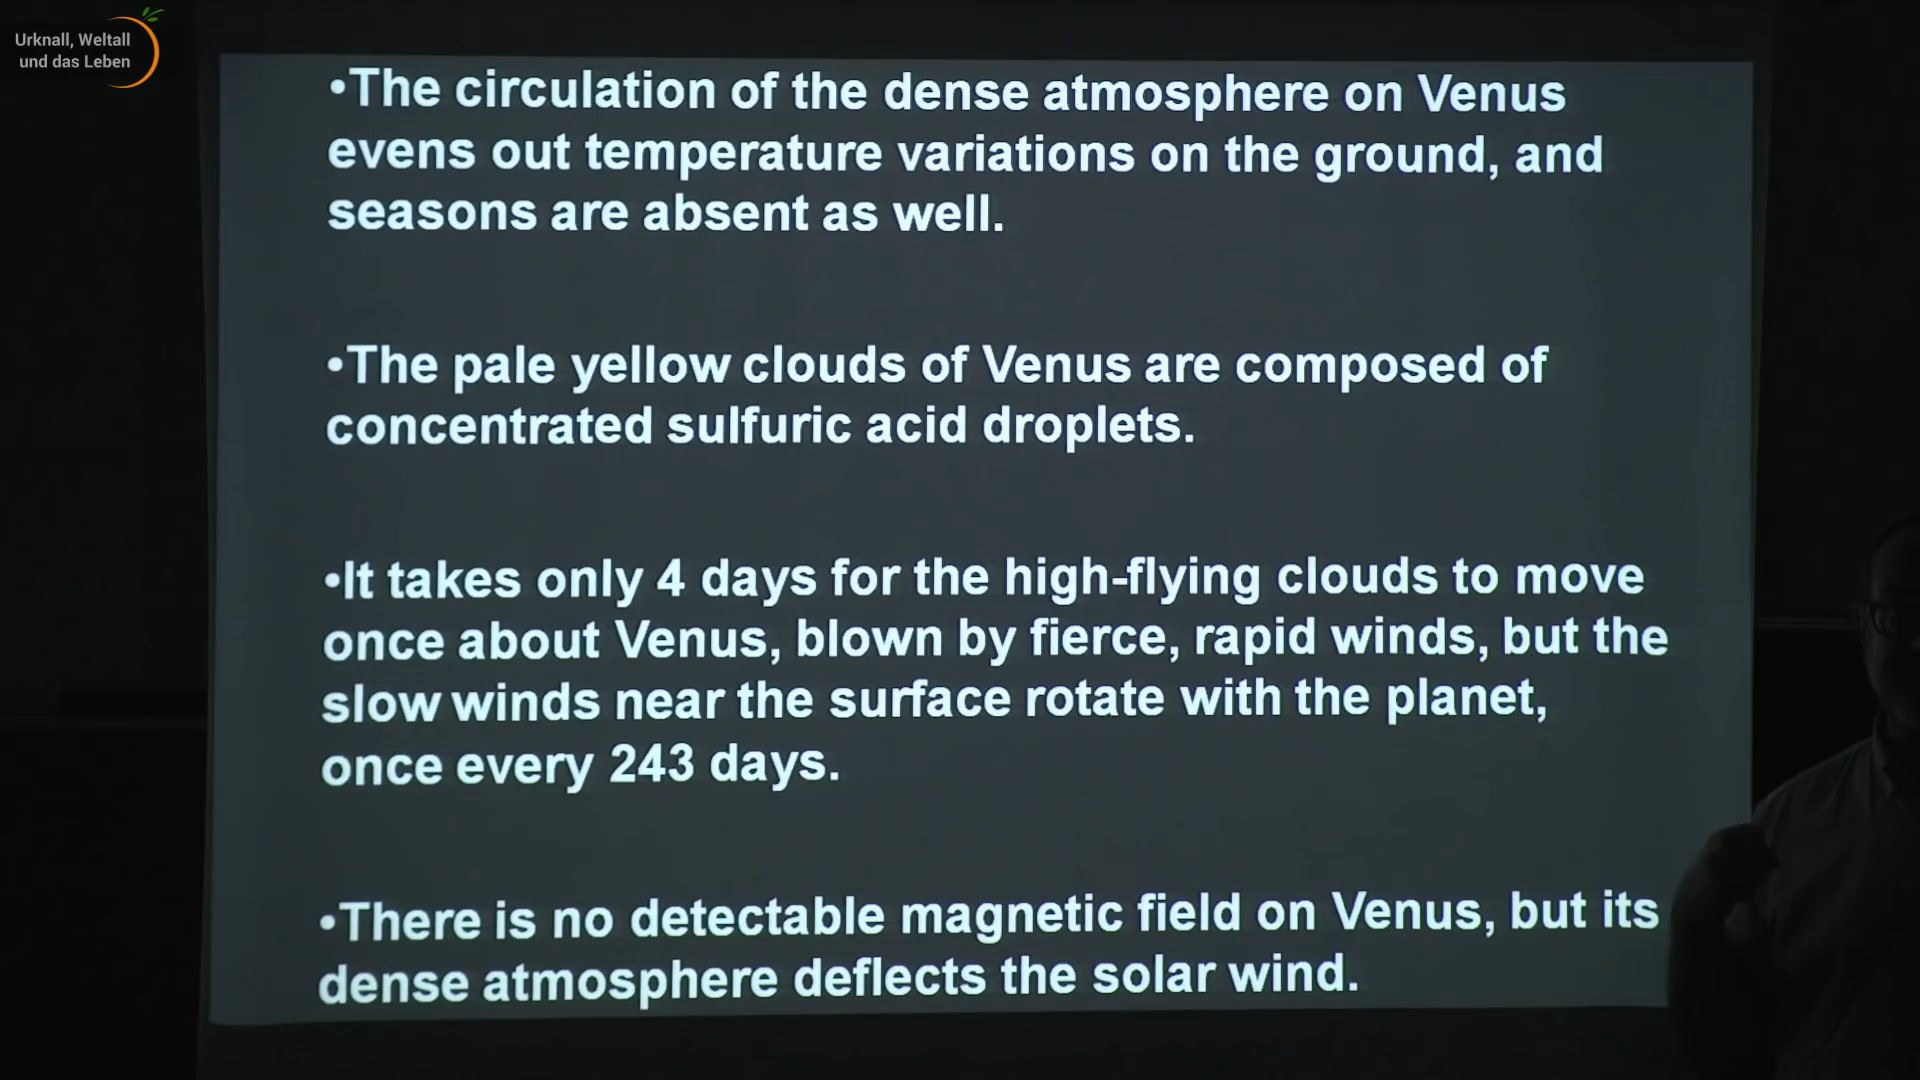 Urknall, Weltall
und das Leben
•The circulation of the dense atmosphere on Venus
evens out temperature variations on the ground, and
seasons are absent as well.
•The pale yellow clouds of Venus are composed of
concentrated sulfuric acid droplets.
•It takes only 4 days for the high-flying clouds to move
once about Venus, blown by fierce, rapid winds, but the
slow winds near the surface rotate with the planet,
once every 243 days.
•There is no detectable magnetic field on Venus, but its
dense atmosphere deflects the solar wind.